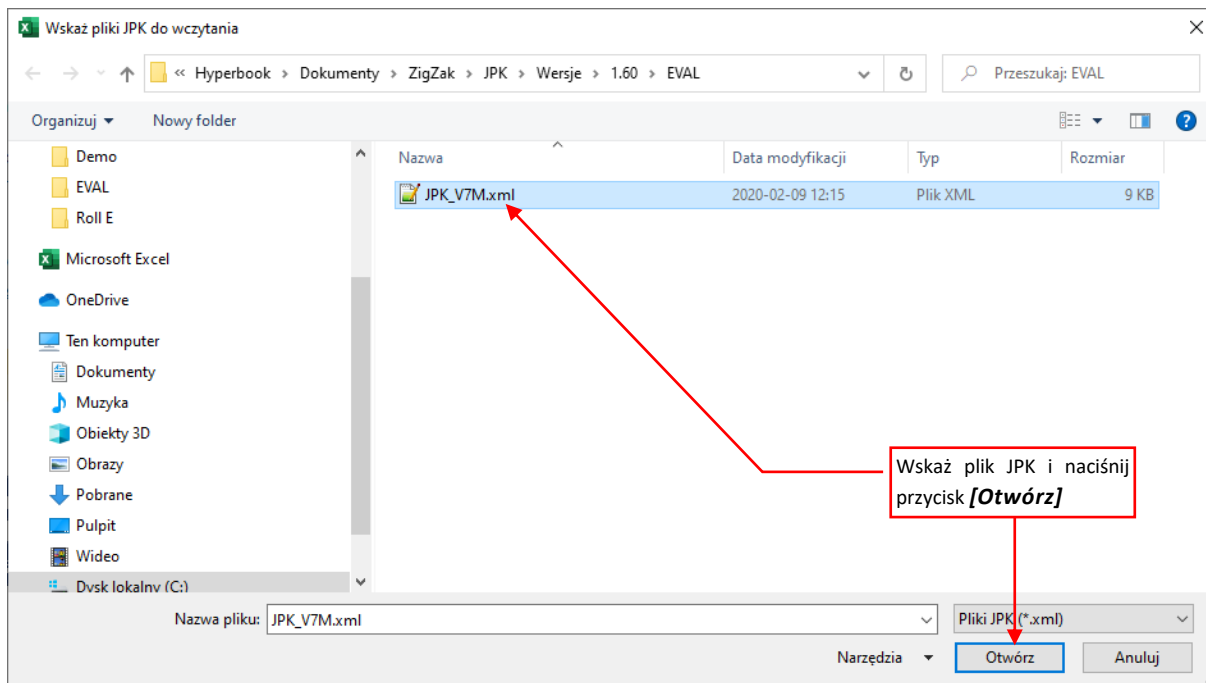 Wskaż pliki JPK do wczytania
« Hyperbook > Dokumenty > ZigZak > JPK > Wersje > 1.60 > EVAL
Przeszukaj: EVAL
Organizuj Nowy folder
Nazwa Data modyfikacji Typ Rozmiar
Demo
EVAL
Roll E
Microsoft Excel
OneDrive
Ten komputer
Dokumenty
Muzyka
Obiekty 3D
Obrazy
Pobrane
Pulpit
Wideo
Dysk lokalny (C:)
JPK_V7M.xml 2020-02-09 12:15 Plik XML 9 KB
Wskaż plik JPK i naciśnij
przycisk [Otwórz]
Nazwa pliku: JPK_V7M.xml Pliki JPK (*.xml)
Narzędzia Otwórz Anuluj